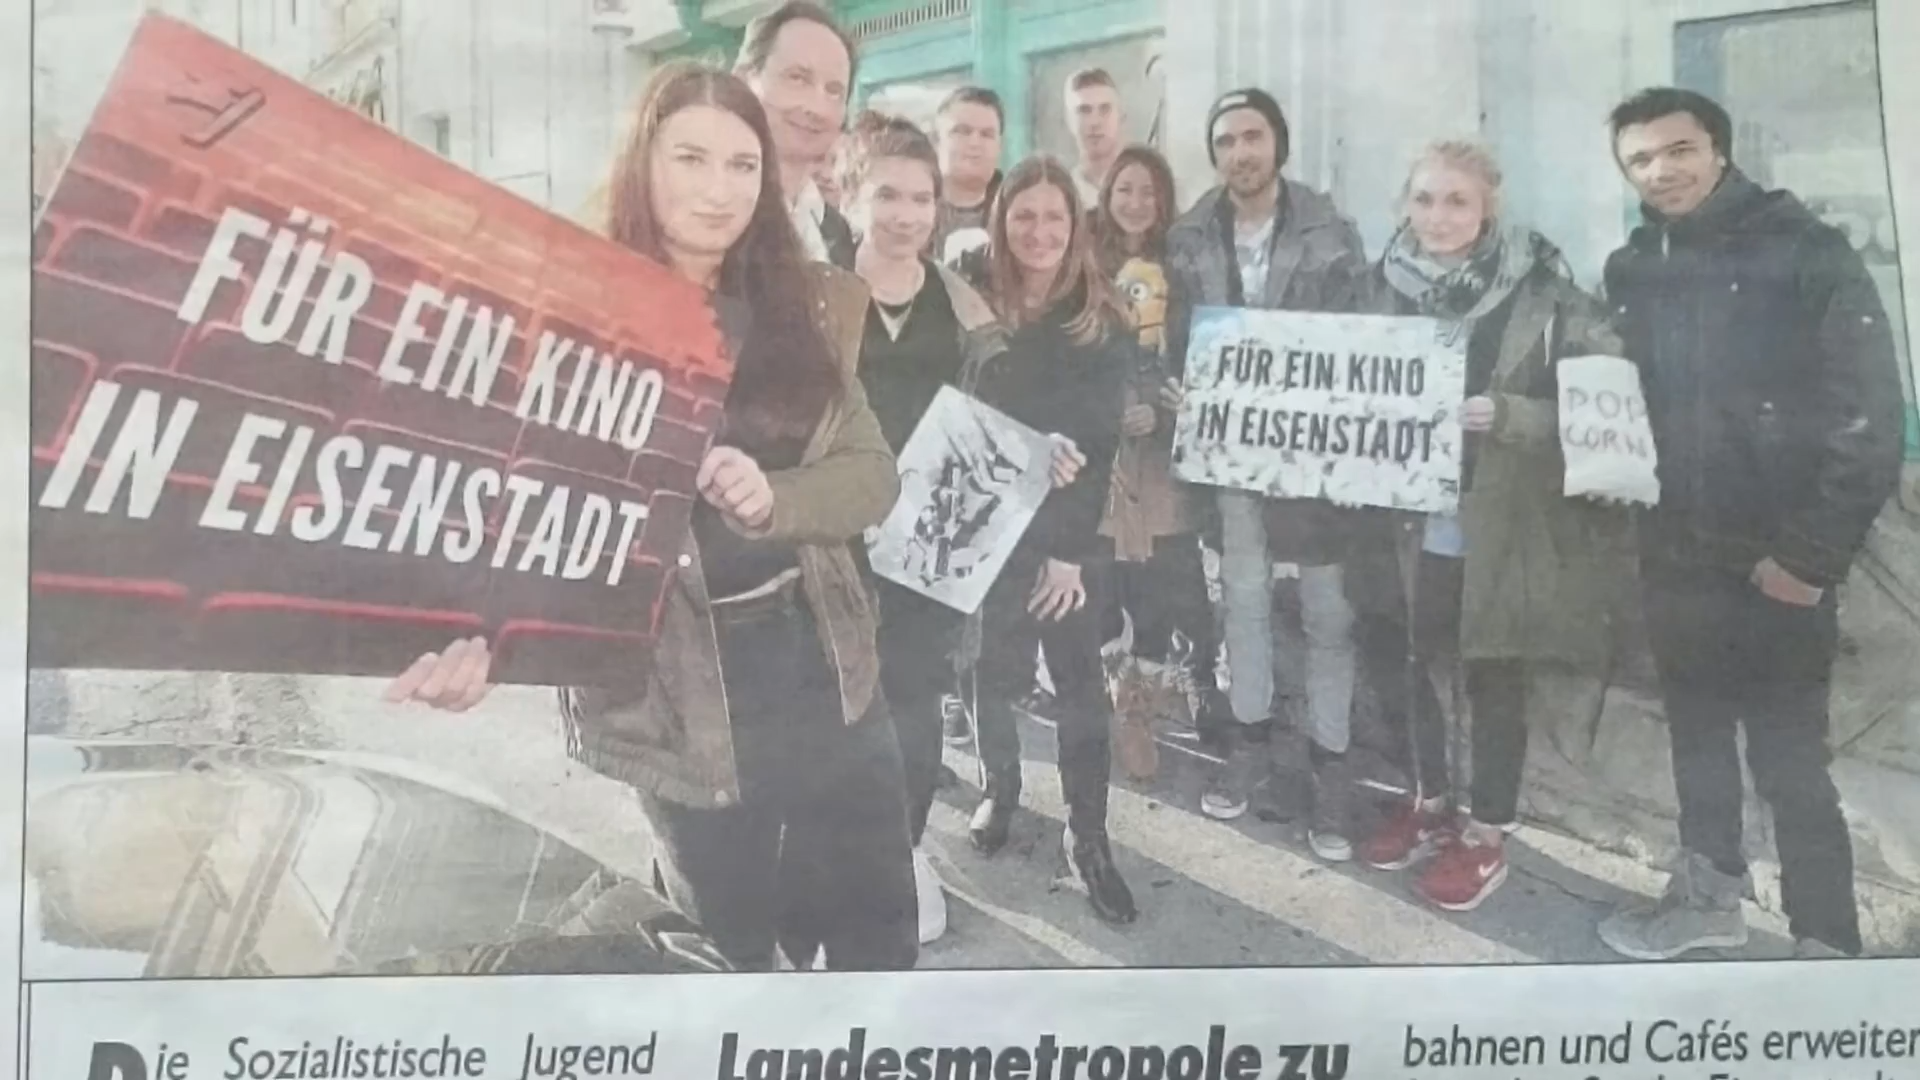 FÜR EIN KINO
IN EISENSTADT
FÜR EIN KINO
IN EISENSTADT
POP
CORN
Die Sozialistische Jugend
Landesmetropole zu
bahnen und Cafés erweiter